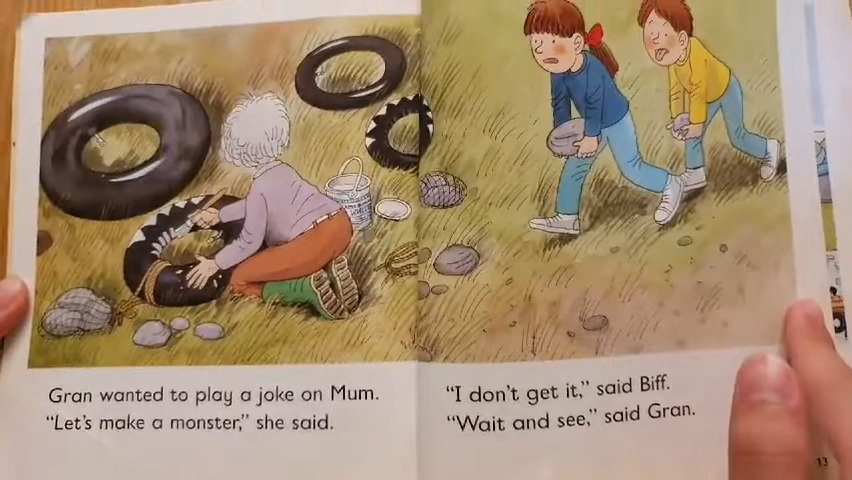 Gran wanted to play a joke on Mum.
"Let's make a monster," she said.
"I don't get it," said Biff.
"Wait and see," said Gran.
13